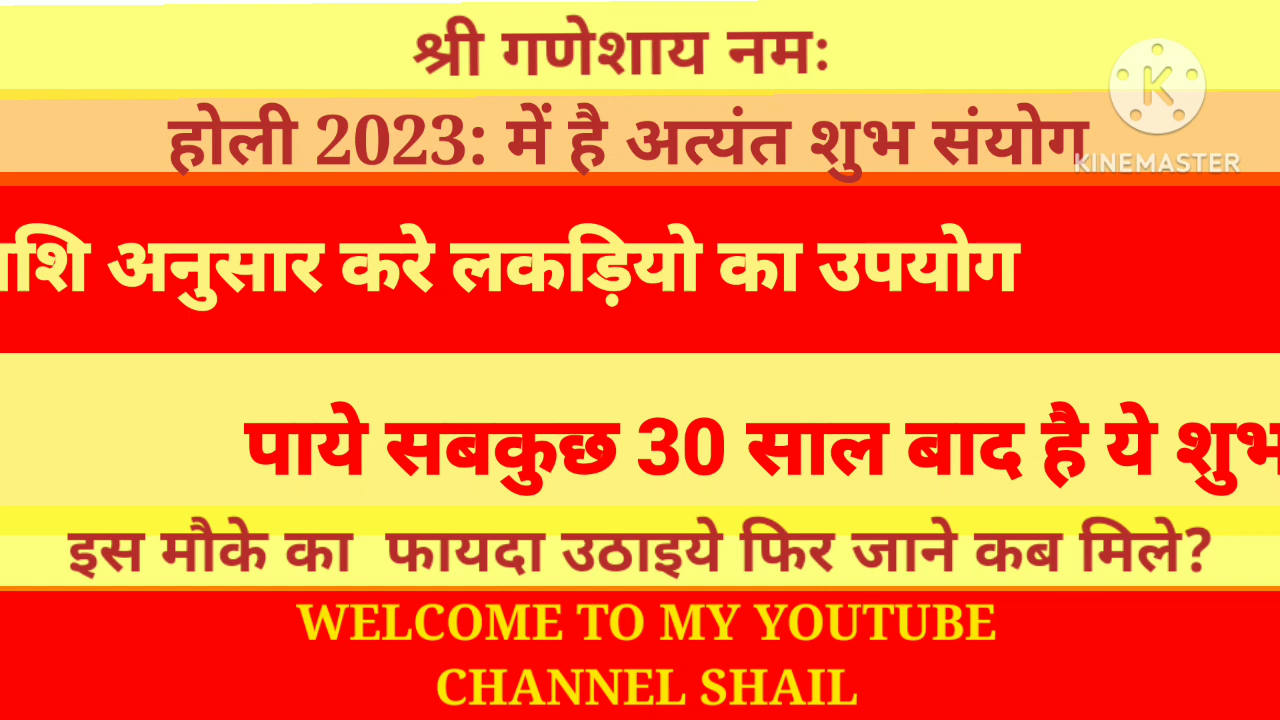 श्री गणेशाय नमः
होली 2023: में है अत्यंत शुभ संयोग
KINEMASTER
अनुसार करे लकड़ियो का उपयोग
पाये सबकुछ 30 साल बाद है ये शुभ
इस मौके का फायदा उठाइये फिर जाने कब मिले?
WELCOME TO MY YOUTUBE
CHANNEL SHAIL